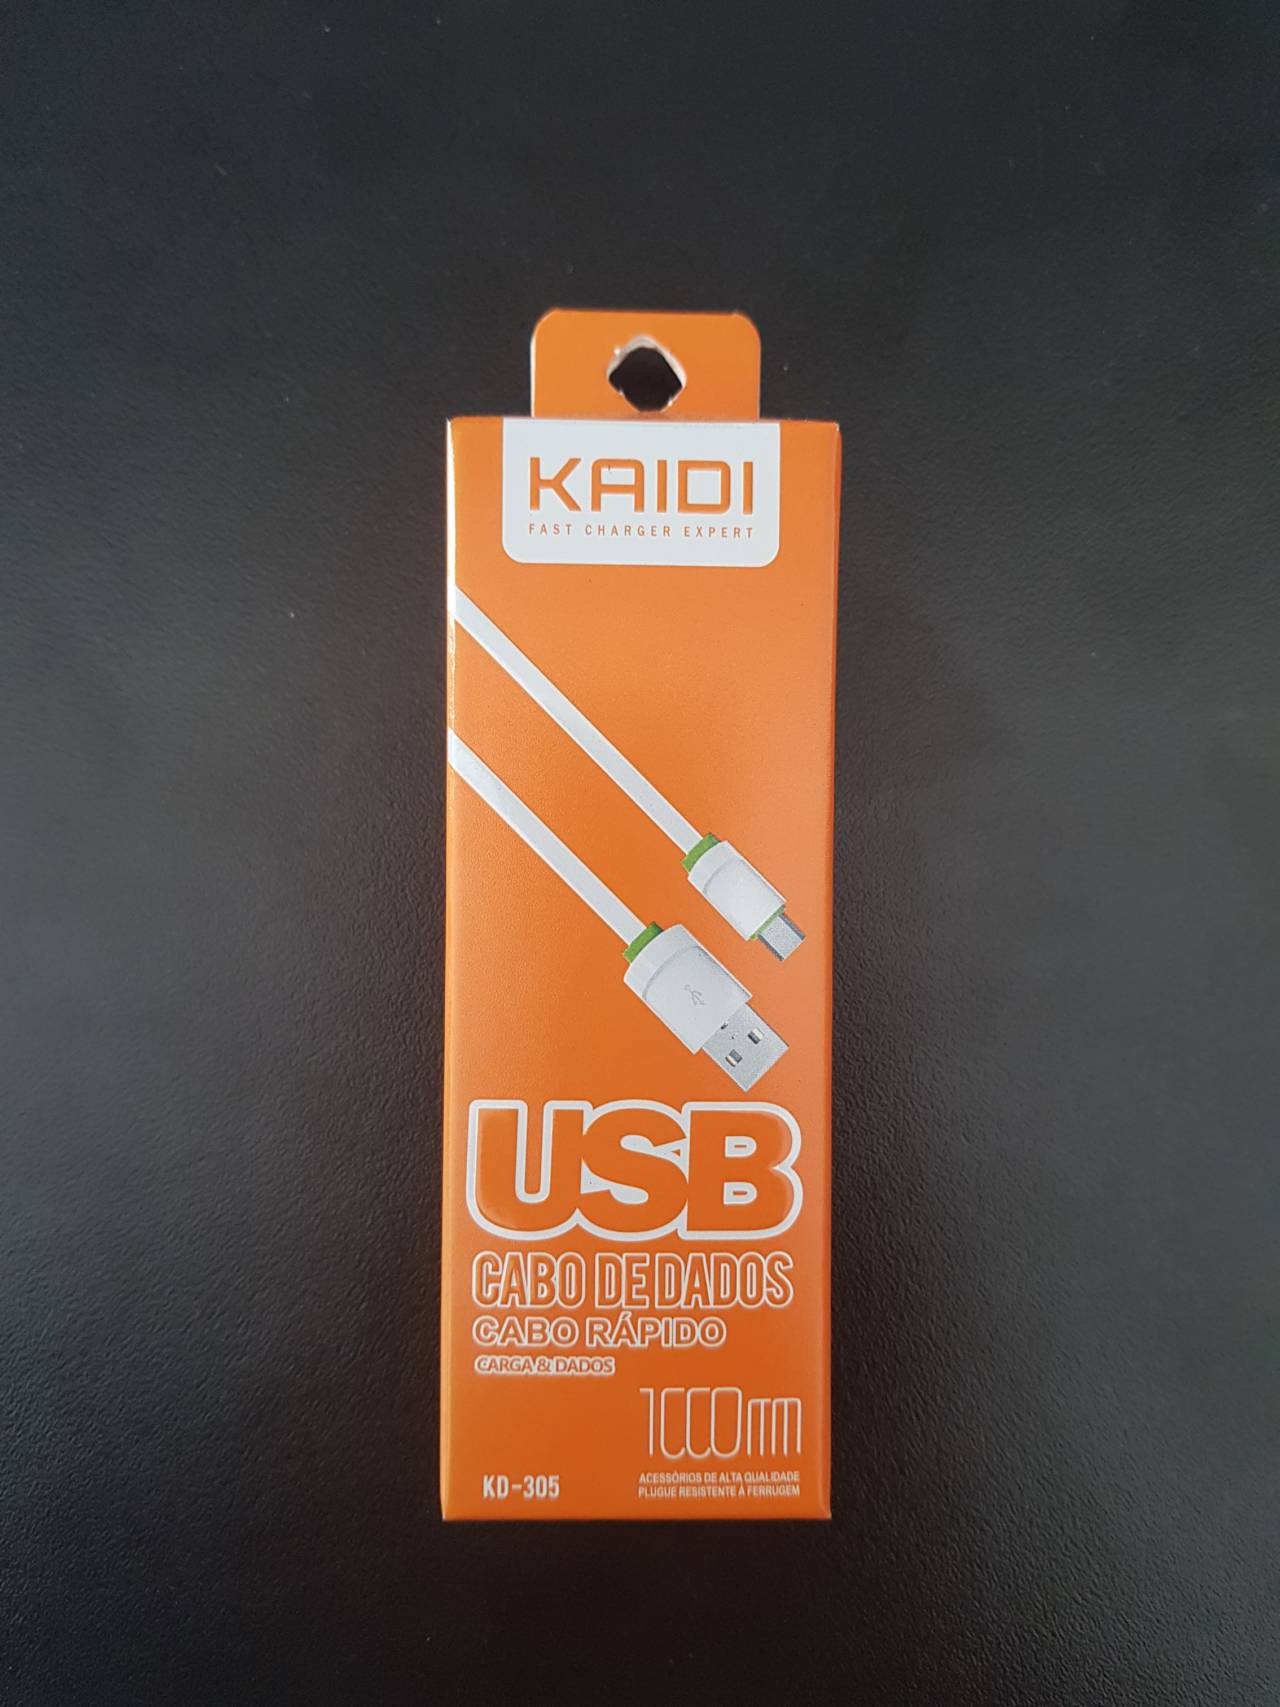 KAIDI
FAST CHARGER EXPERT
USB
CABO DE DADOS
CABO RÁPIDO
CARGA & DADOS
1000mm
KD-305
ACESSÓRIOS DE ALTA QUALIDADE
PLUGUE RESISTENTE À FERRUGEM